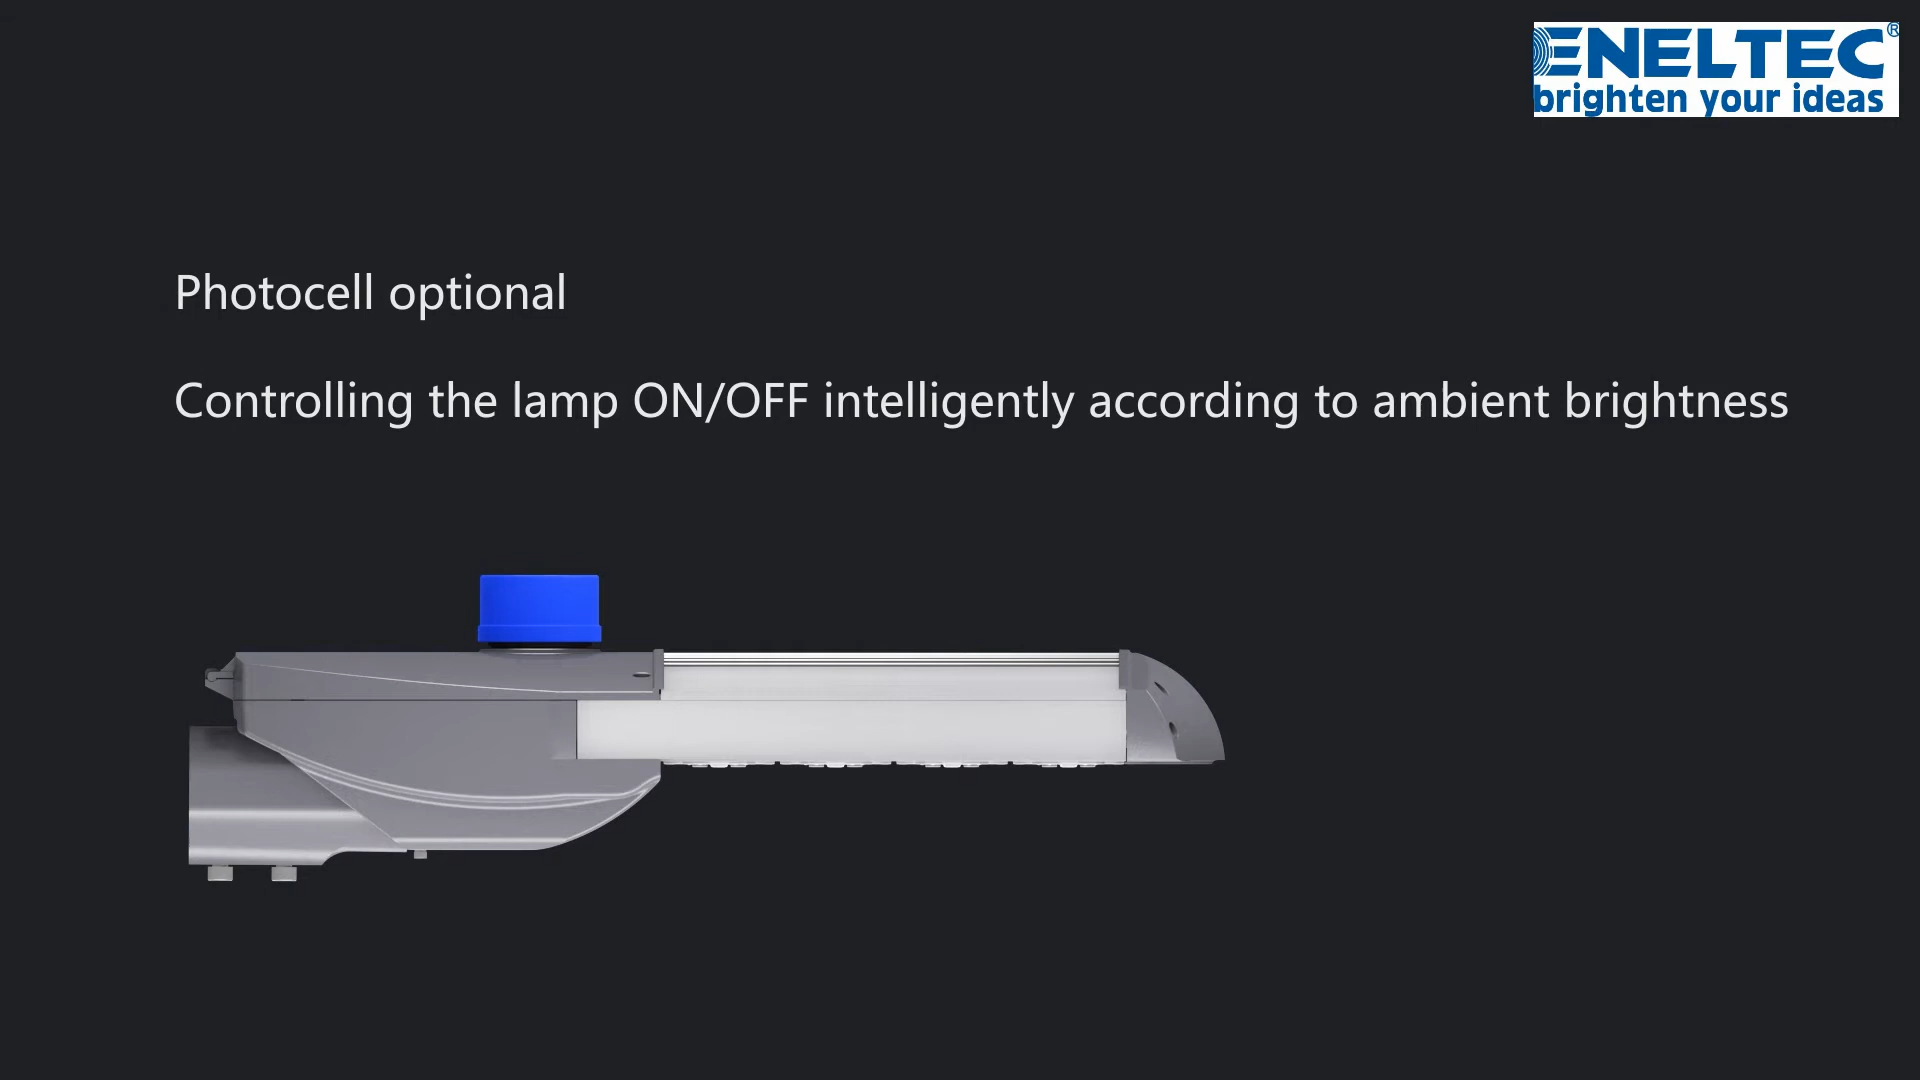 ENELTEC®
brighten your ideas
Photocell optional
Controlling the lamp ON/OFF intelligently according to ambient brightness